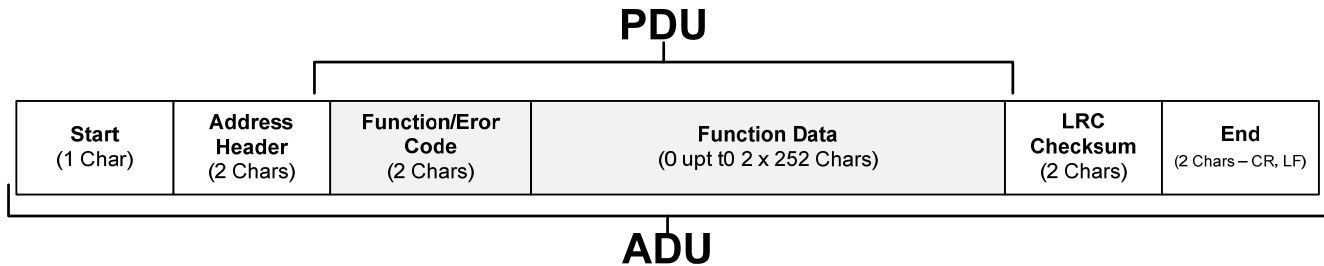 PDU
Start
(1 Char)
Address
Header
(2 Chars)
Function/Eror
Code
(2 Chars)
Function Data
(0 upt t0 2 x 252 Chars)
LRC
Checksum
(2 Chars)
End
(2 Chars – CR, LF)
ADU